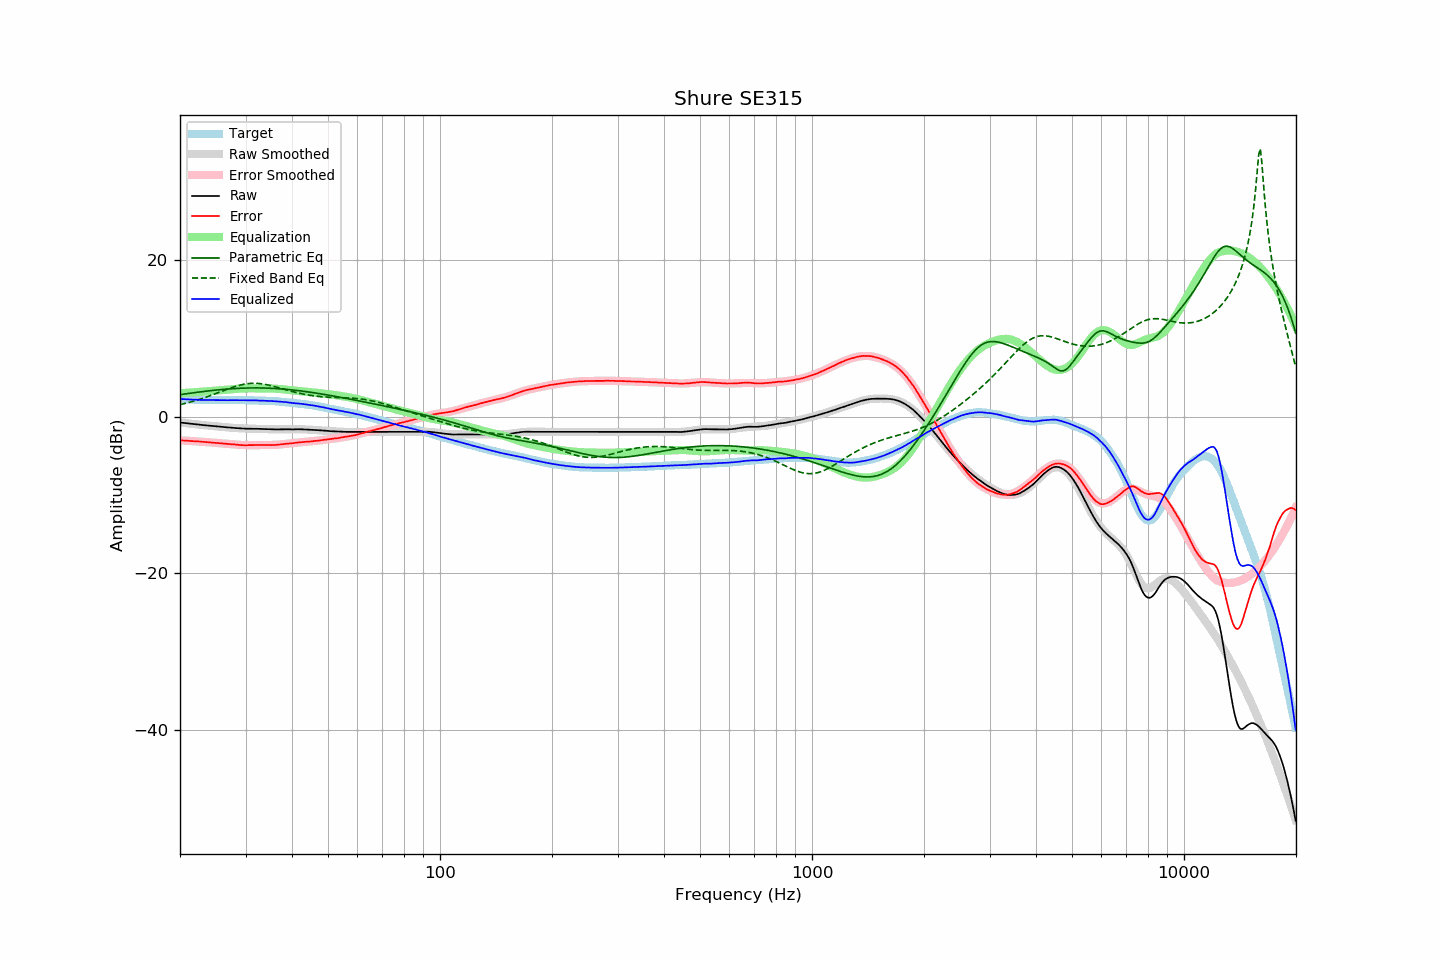 Shure SE315
Target
Raw Smoothed
Error Smoothed
Raw
Error
Equalization
Parametric Eq
Fixed Band Eq
Equalized
20
0
−20
−40
Amplitude (dBr)
100
1000
10000
Frequency (Hz)